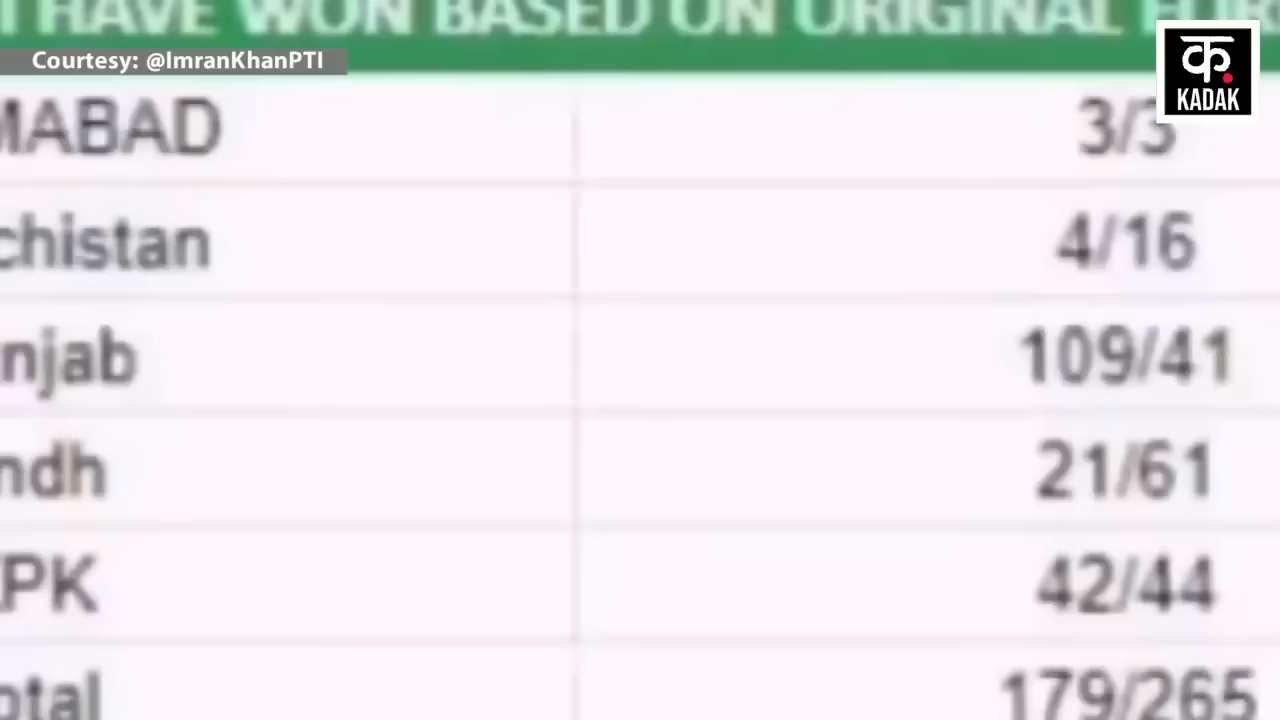 HAVE WON BASED ON ORIGINAL
Courtesy: @ImranKhanPTI
क.
KADAK
MABAD 3/3
chistan 4/16
njab 109/41
ndh 21/61
PK 42/44
otal 179/265